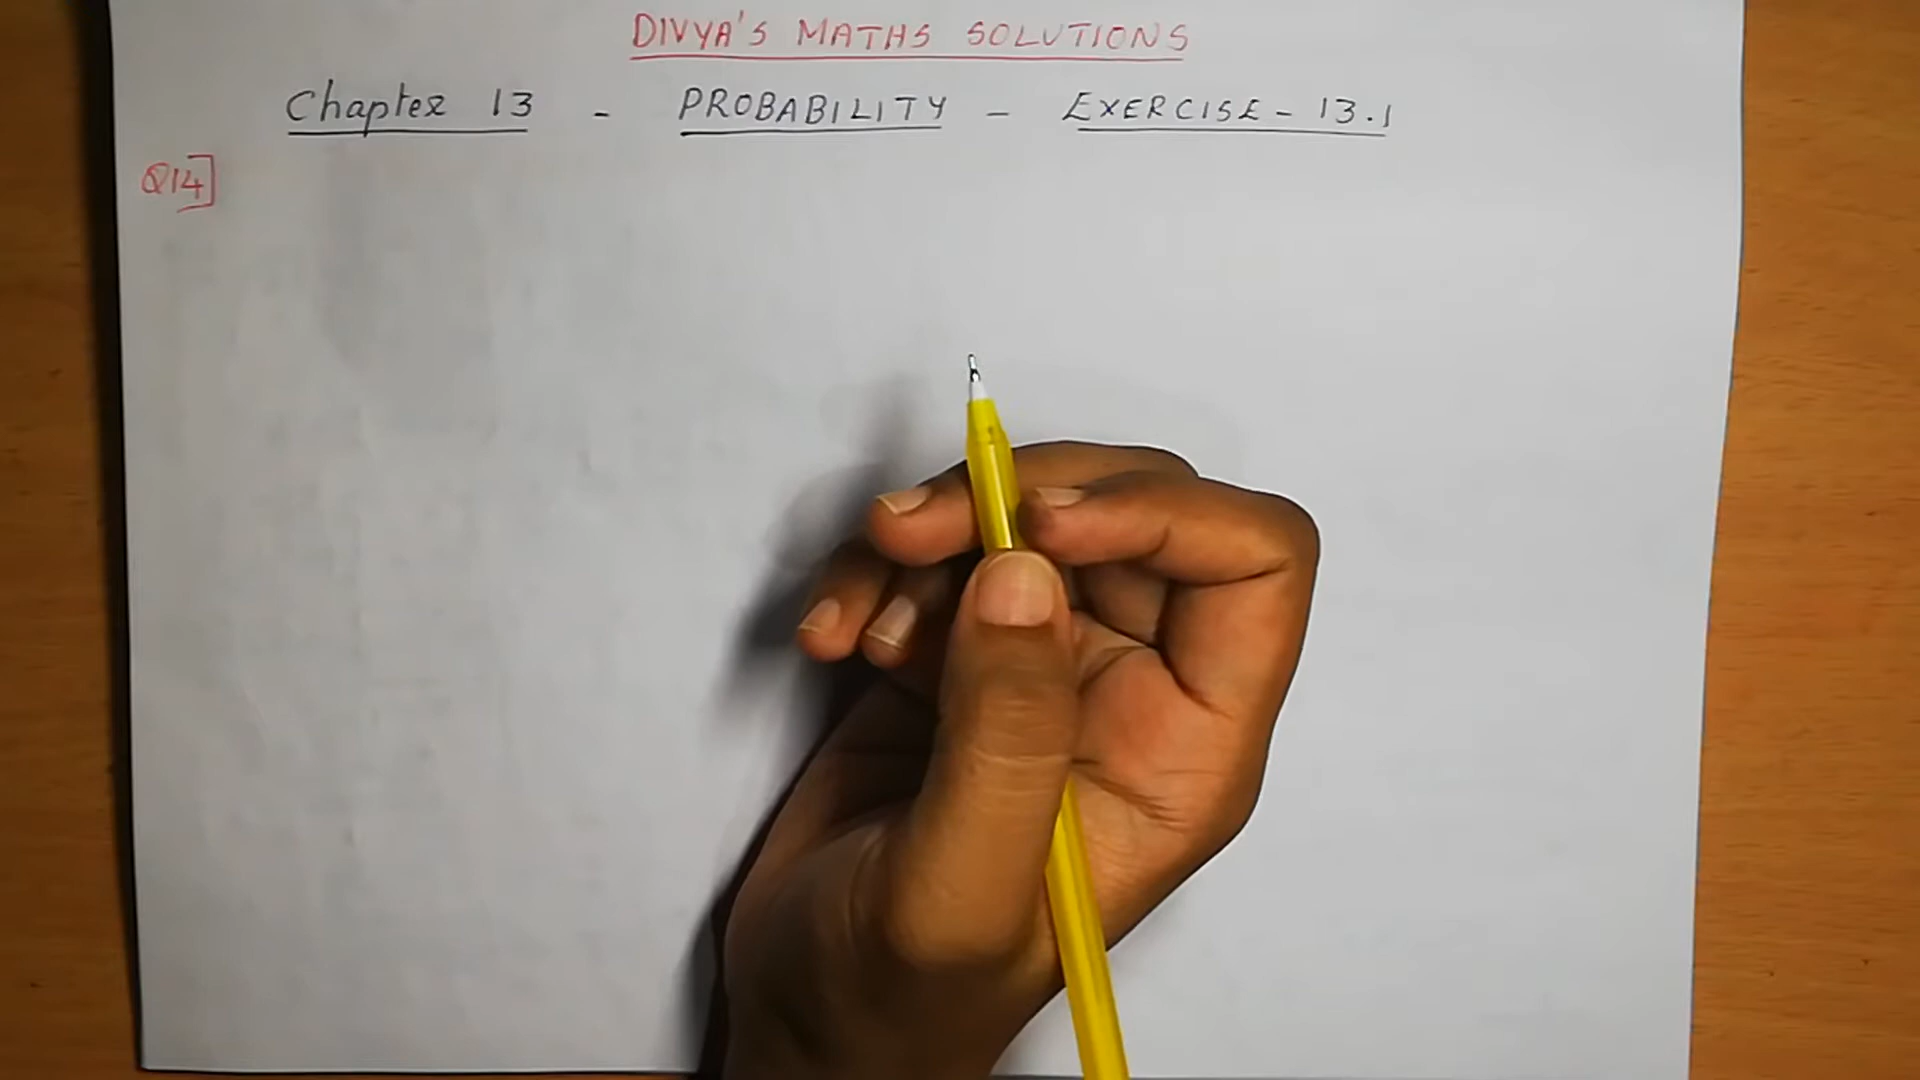 DIVYA'S MATHS SOLUTIONS
Chapter 13 - PROBABILITY - EXERCISE - 13.1
Q14]